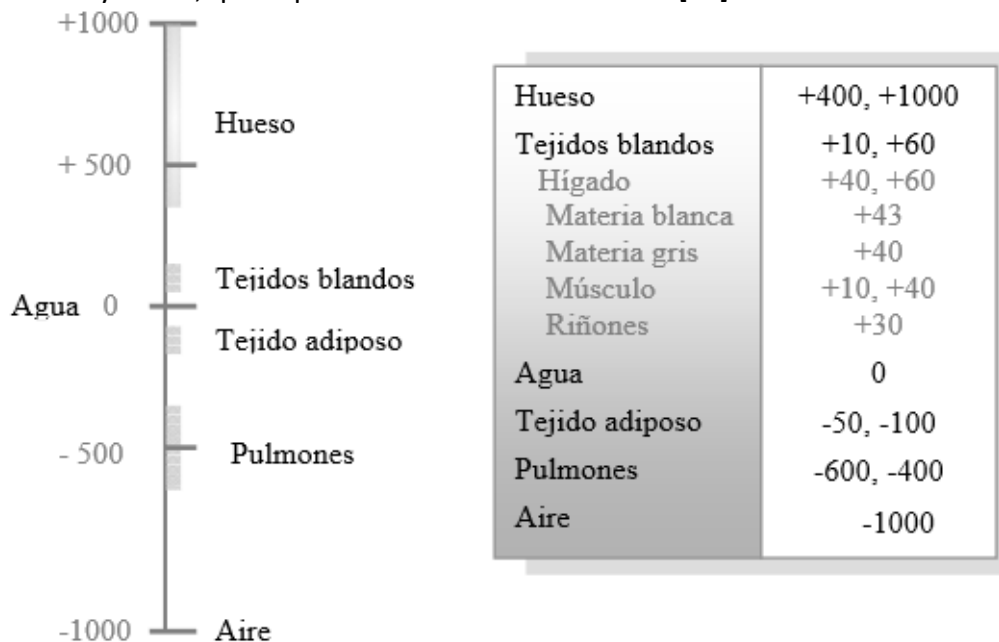 +1000
Hueso
+ 500
Tejidos blandos
Agua 0
Tejido adiposo
- 500
Pulmones
-1000
Aire
Hueso +400, +1000
Tejidos blandos +10, +60
Hígado +40, +60
Materia blanca +43
Materia gris +40
Músculo +10, +40
Riñones +30
Agua 0
Tejido adiposo -50, -100
Pulmones -600, -400
Aire -1000